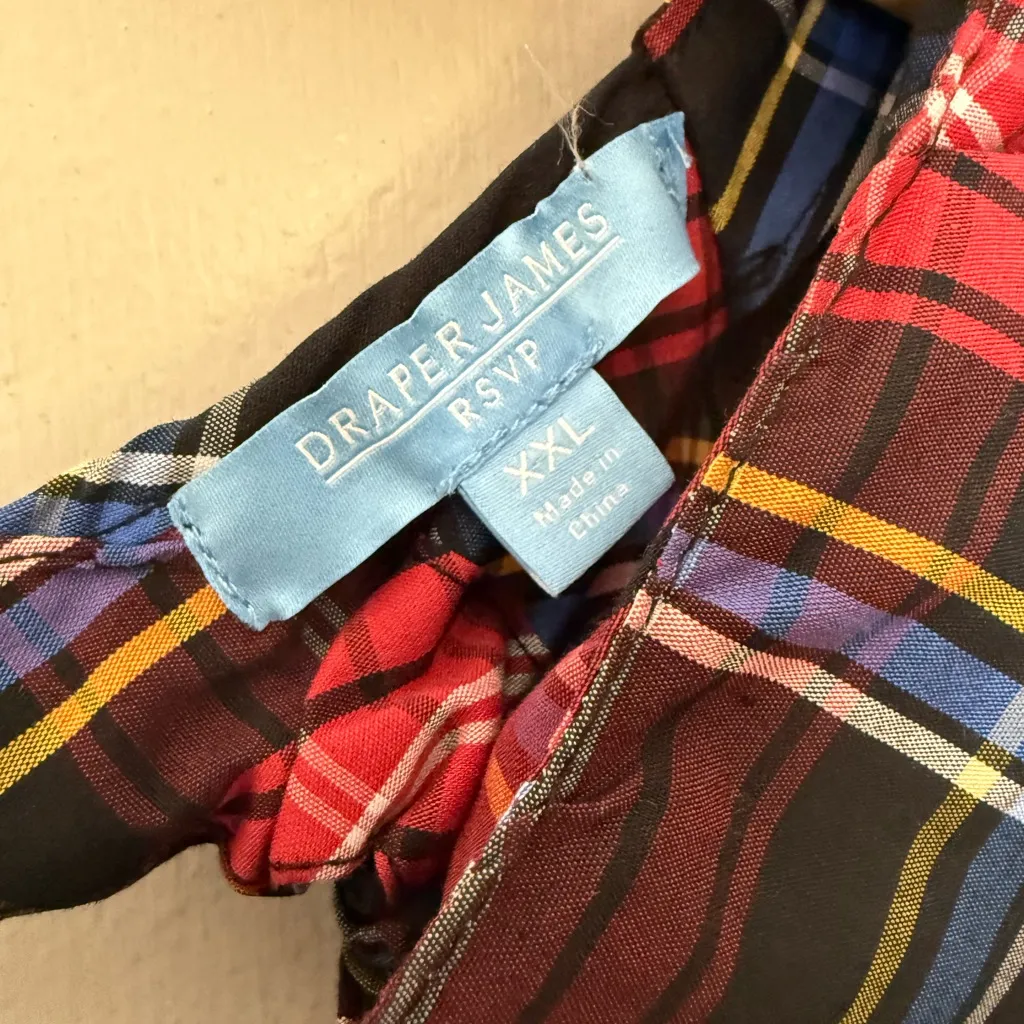 DRAPER JAMES
RSVP
XXL
Made in
China